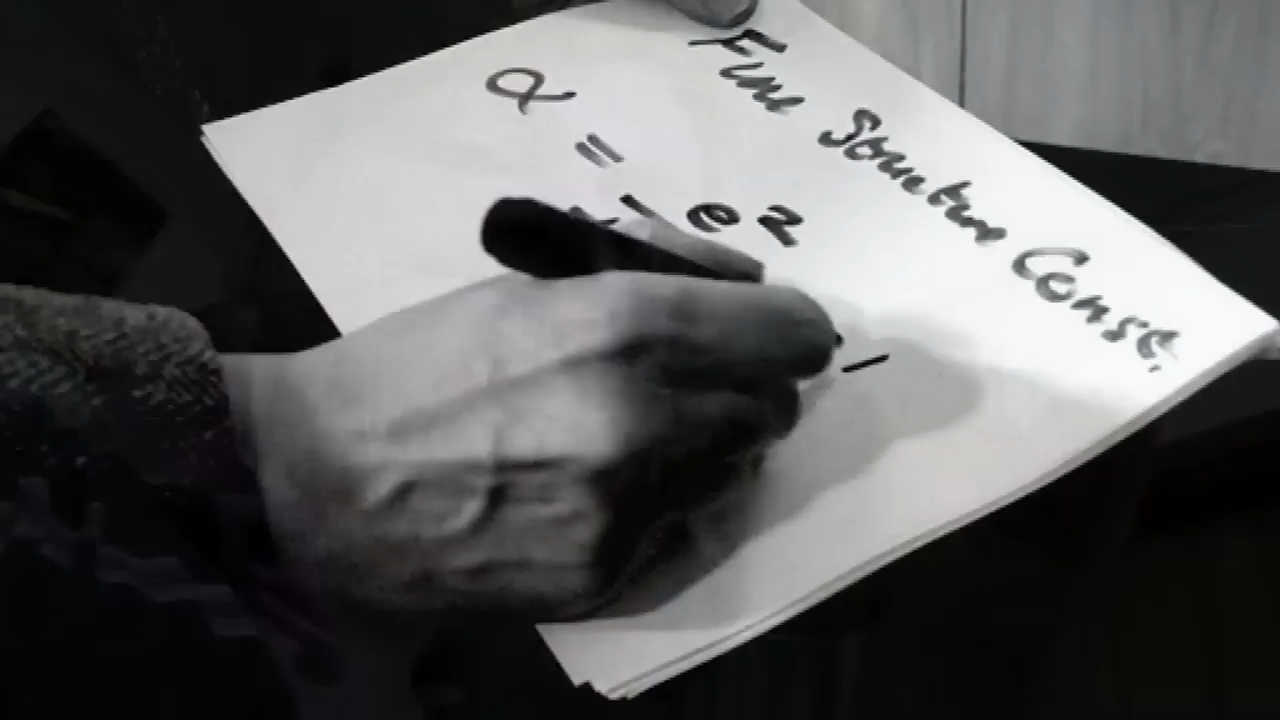 Fine Structure Const.
α = e²